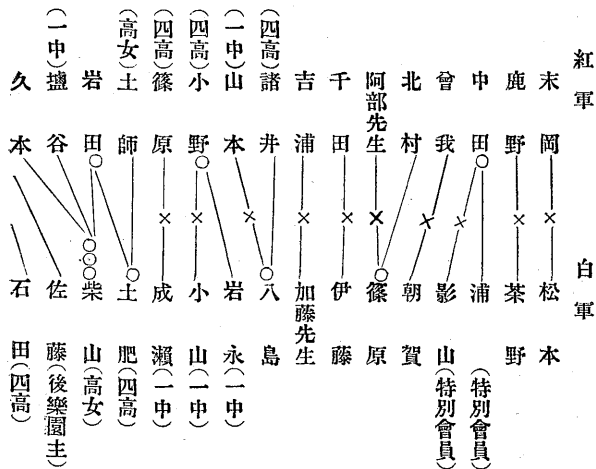 紅軍 白軍
末岡 × 松本
鹿野 × 茶野
中田 ○ 浦(特別會員)
曾我 × 影山(特別會員)
北村 × 朝賀
阿部先生 × ○ 篠原
千田 × 伊藤
吉浦 × 加藤先生
(四高)諸井 ○ 八島
(一中)山本 × 岩永(一中)
(四高)小野 ○ × 小山(一中)
(四高)篠原 × 成瀬(一中)
(高女)土師 ○ 土肥(四高)
岩田 ○ ○○○ 柴山(高女)
(一中)鹽谷 佐藤(後樂園主)
久本 石田(四高)